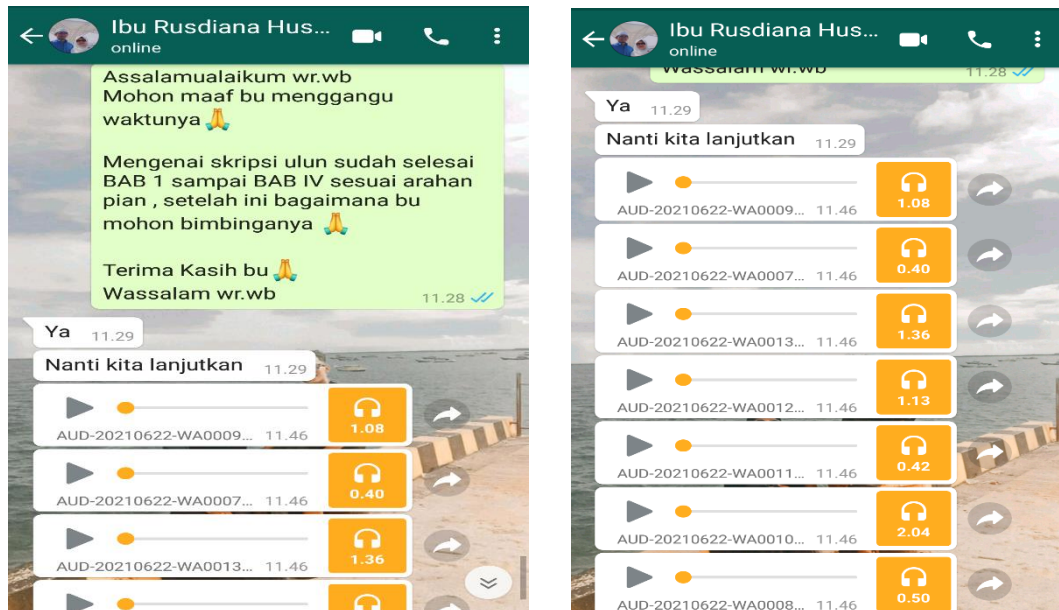 Ibu Rusdiana Hus...
online
Assalamualaikum wr.wb
Mohon maaf bu menggangu
waktunya 🙏
Mengenai skripsi ulun sudah selesai
BAB 1 sampai BAB IV sesuai arahan
pian , setelah ini bagaimana bu
mohon bimbinganya 🙏
Terima Kasih bu 🙏
Wassalam wr.wb
11.28
Ya 11.29
Nanti kita lanjutkan 11.29
1.08
AUD-20210622-WA0009... 11.46
0.40
AUD-20210622-WA0007... 11.46
1.36
AUD-20210622-WA0013... 11.46
Ibu Rusdiana Hus...
online
Wassalam wr.wb
11.28
Ya 11.29
Nanti kita lanjutkan 11.29
1.08
AUD-20210622-WA0009... 11.46
0.40
AUD-20210622-WA0007... 11.46
1.36
AUD-20210622-WA0013... 11.46
1.13
AUD-20210622-WA0012... 11.46
0.42
AUD-20210622-WA0011... 11.46
2.04
AUD-20210622-WA0010... 11.46
0.50
AUD-20210622-WA0008... 11.46